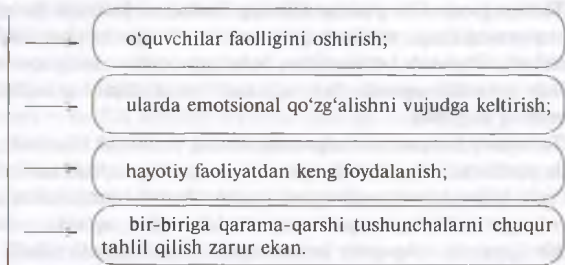 o‘quvchilar faolligini oshirish;
ularda emotsional qo‘zg‘alishni vujudga keltirish;
hayotiy faoliyatdan keng foydalanish;
bir-biriga qarama-qarshi tushunchalarni chuqur
tahlil qilish zarur ekan.